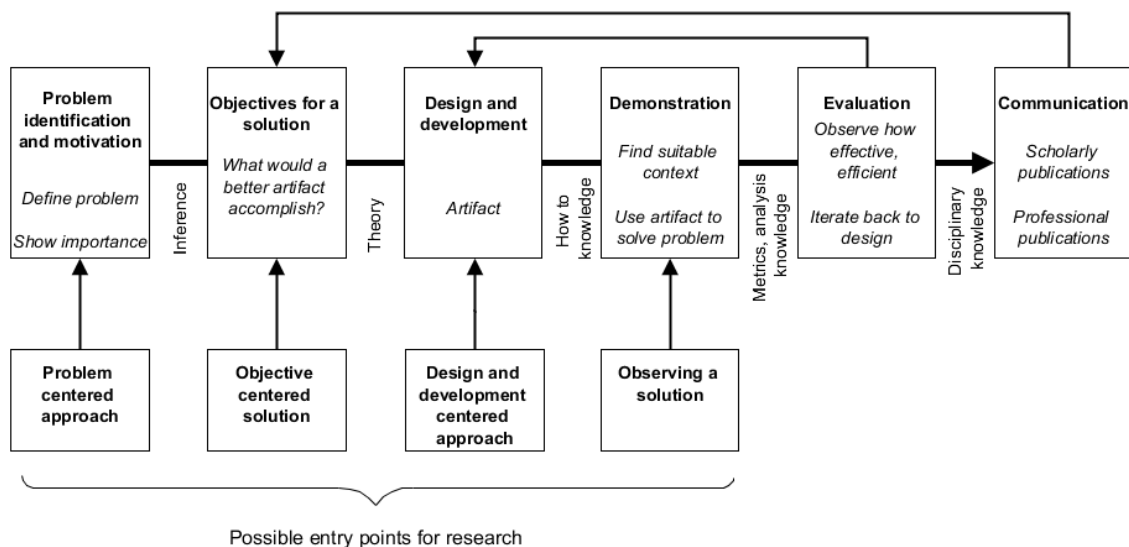 Problem
identification
and motivation
Define problem
Show importance
Inference
Objectives for a
solution
What would a
better artifact
accomplish?
Theory
Design and
development
Artifact
How to
knowledge
Demonstration
Find suitable
context
Use artifact to
solve problem
Metrics, analysis
knowledge
Evaluation
Observe how
effective,
efficient
Iterate back to
design
Disciplinary
knowledge
Communication
Scholarly
publications
Professional
publications
Problem
centered
approach
Objective
centered
solution
Design and
development
centered
approach
Observing a
solution
Possible entry points for research